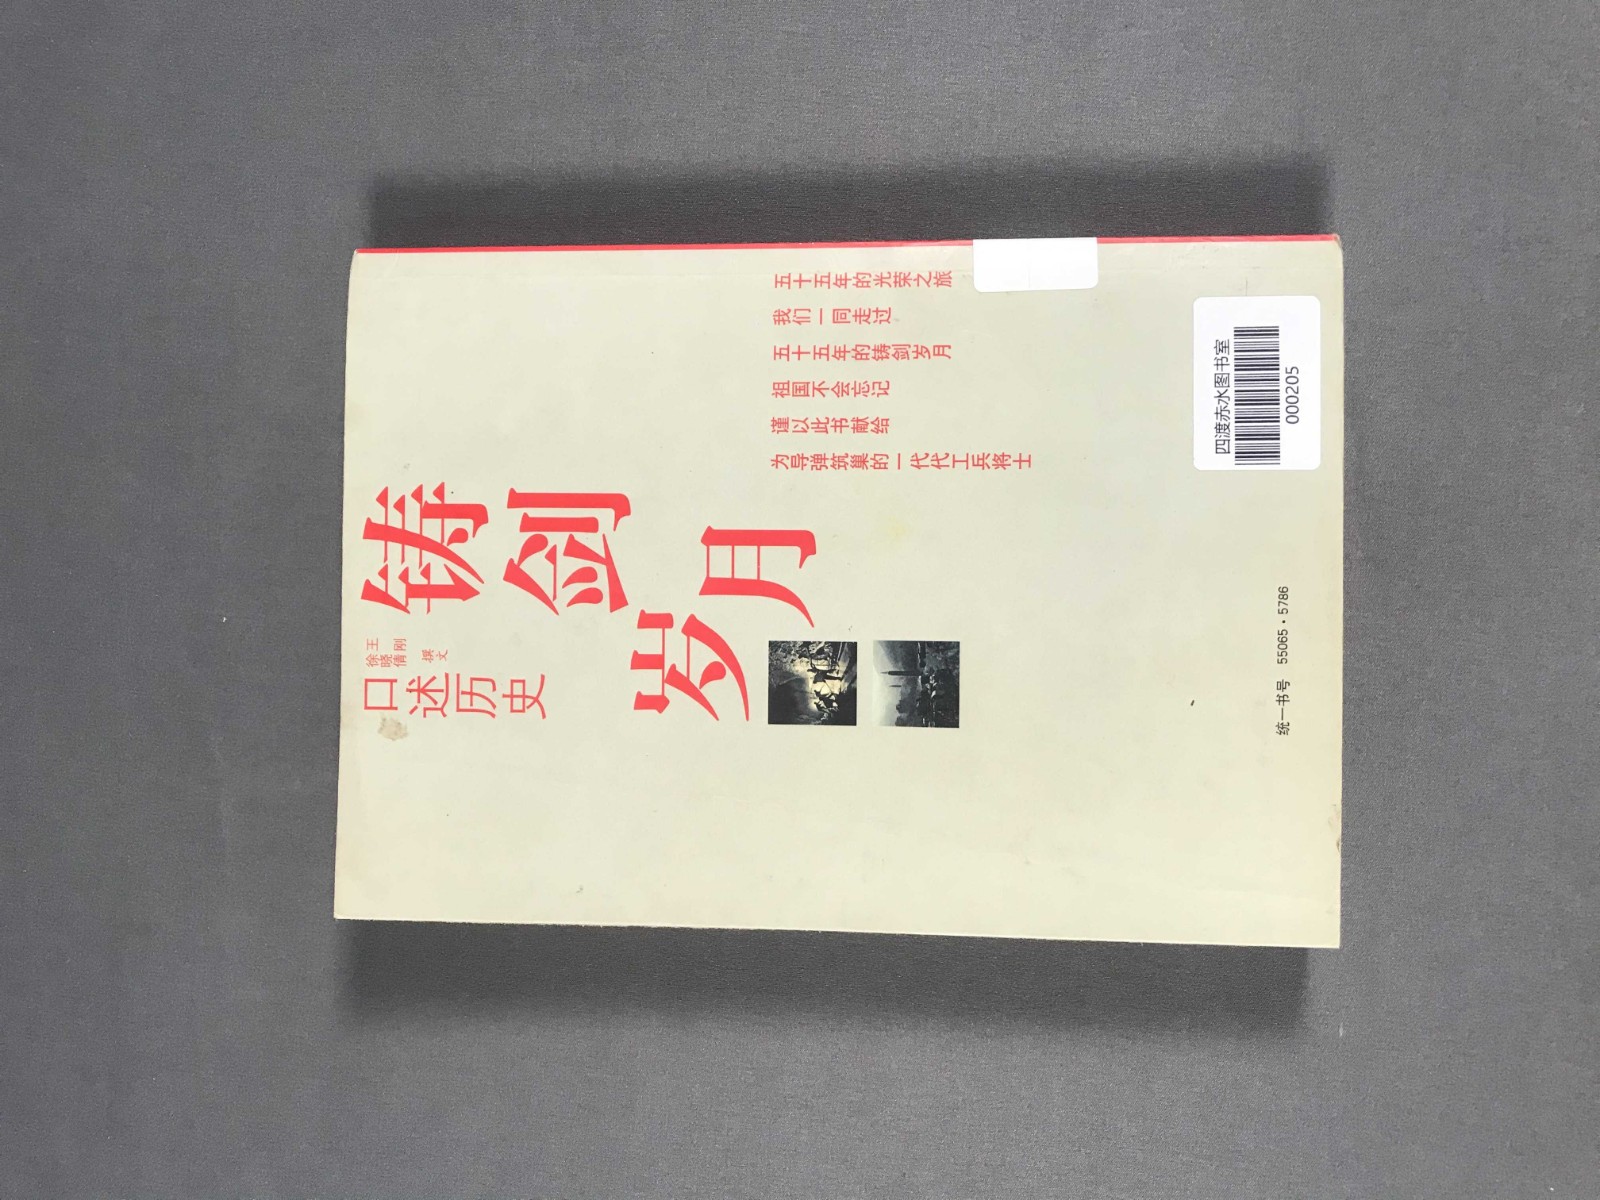 铸剑
岁月
口述历史
王刚
徐晓倩
撰文
五十五年的光荣之旅
我们一同走过
五十五年的铸剑岁月
祖国不会忘记
谨以此书献给
为导弹筑巢的一代代工兵将士
四渡赤水图书室
000205
统一书号 55065·5786